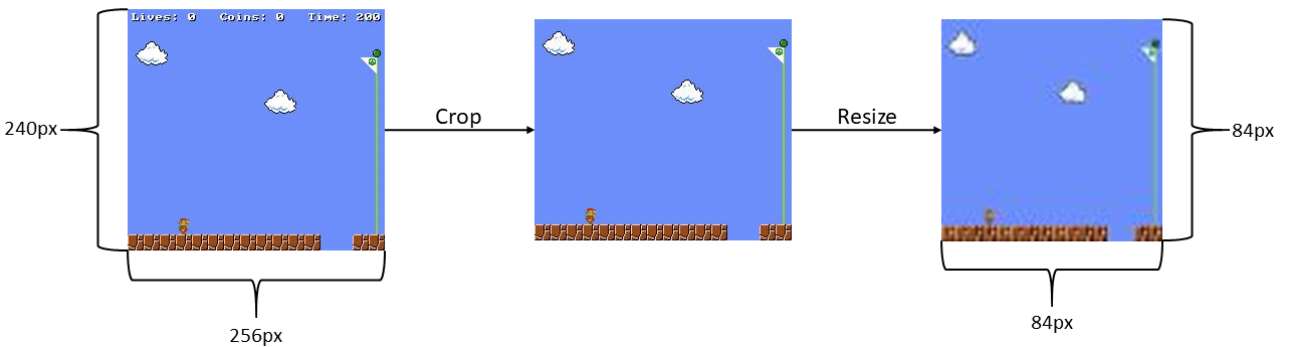 Lives: 0 Coins: 0 Time: 200
240px
256px
Crop
Resize
84px
84px